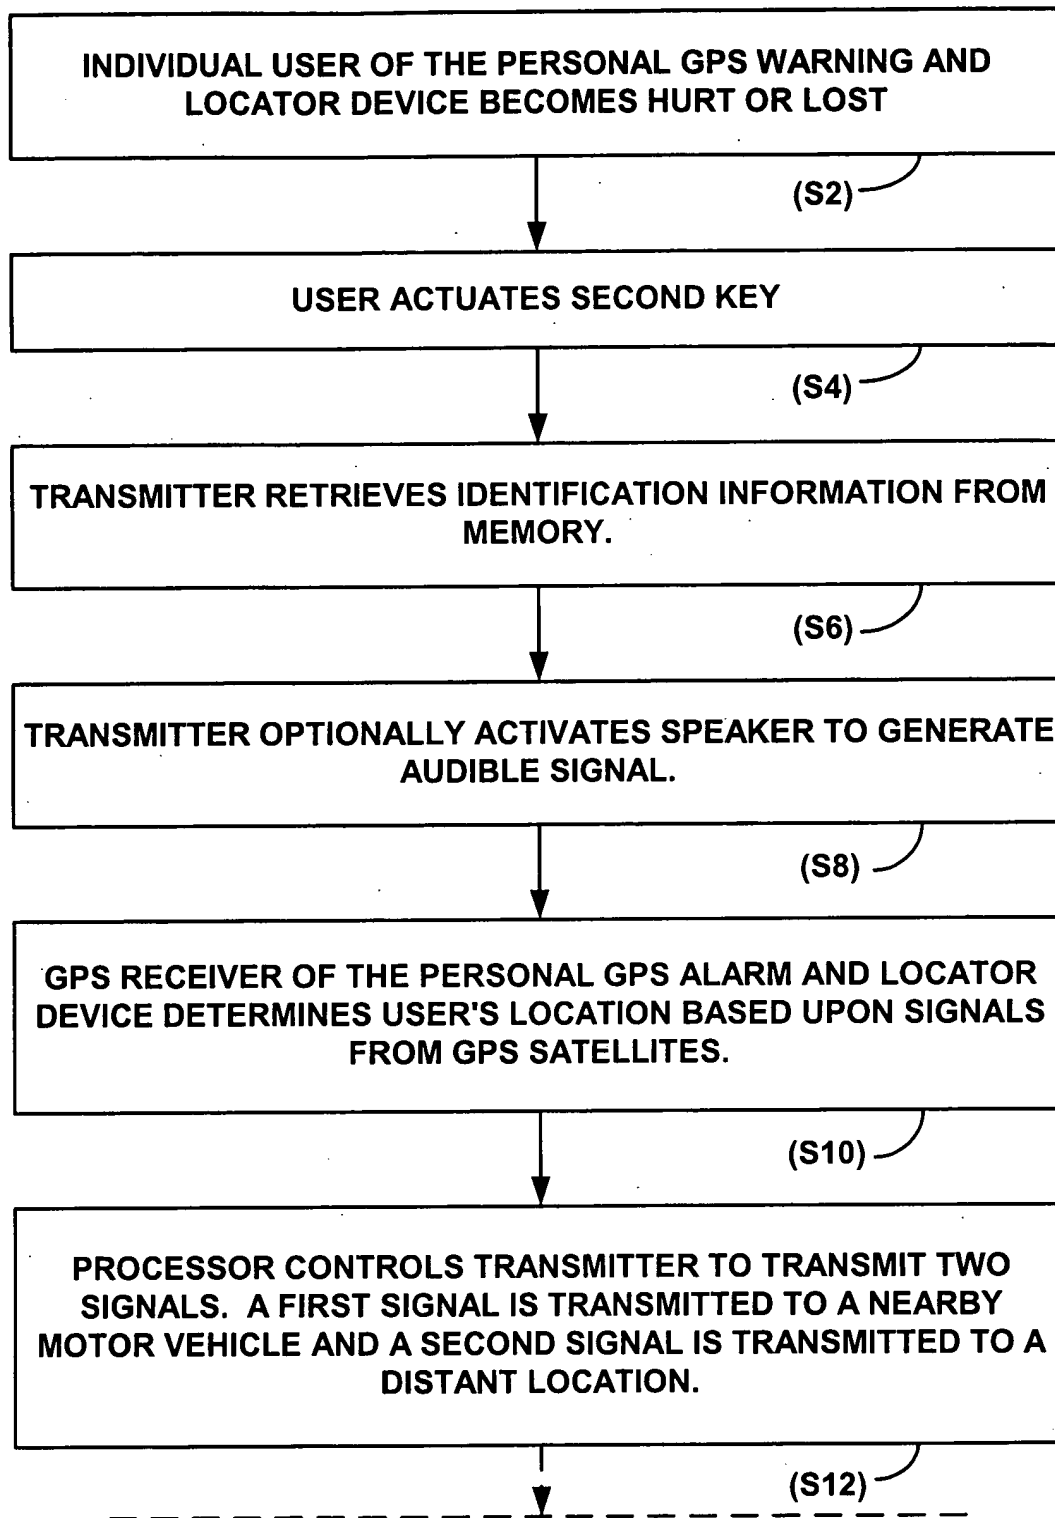 INDIVIDUAL USER OF THE PERSONAL GPS WARNING AND
LOCATOR DEVICE BECOMES HURT OR LOST
(S2)
USER ACTUATES SECOND KEY
(S4)
TRANSMITTER RETRIEVES IDENTIFICATION INFORMATION FROM
MEMORY.
(S6)
TRANSMITTER OPTIONALLY ACTIVATES SPEAKER TO GENERATE
AUDIBLE SIGNAL.
(S8)
GPS RECEIVER OF THE PERSONAL GPS ALARM AND LOCATOR
DEVICE DETERMINES USER'S LOCATION BASED UPON SIGNALS
FROM GPS SATELLITES.
(S10)
PROCESSOR CONTROLS TRANSMITTER TO TRANSMIT TWO
SIGNALS. A FIRST SIGNAL IS TRANSMITTED TO A NEARBY
MOTOR VEHICLE AND A SECOND SIGNAL IS TRANSMITTED TO A
DISTANT LOCATION.
(S12)